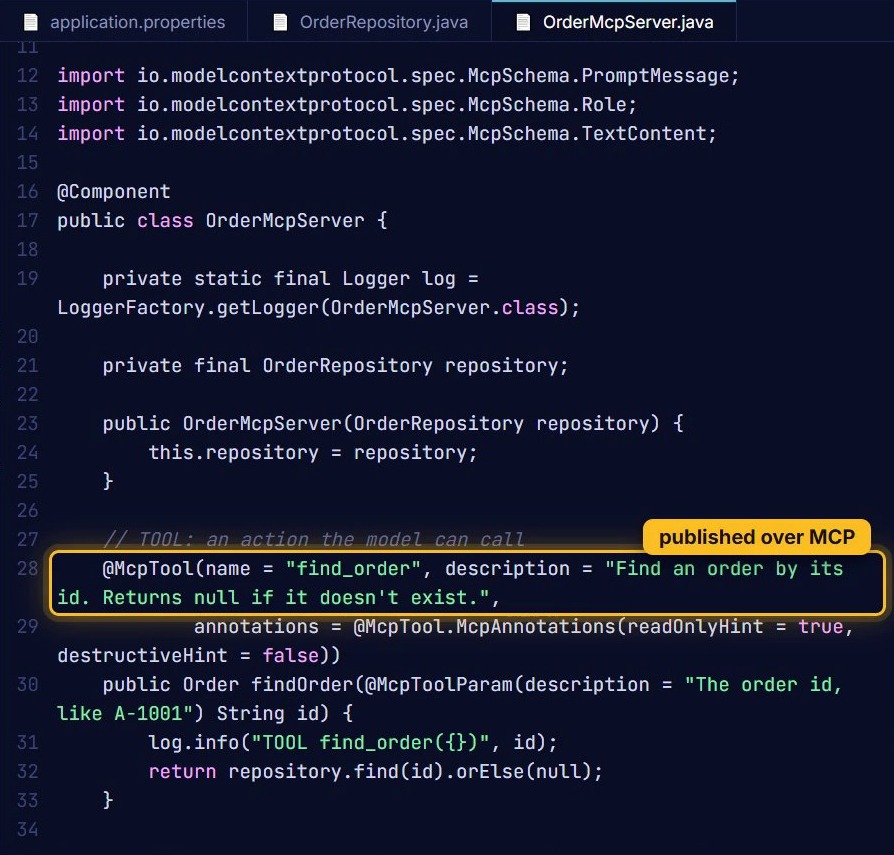 application.properties
OrderRepository.java
OrderMcpServer.java
11
12 import io.modelcontextprotocol.spec.McpSchema.PromptMessage;
13 import io.modelcontextprotocol.spec.McpSchema.Role;
14 import io.modelcontextprotocol.spec.McpSchema.TextContent;
15
16 @Component
17 public class OrderMcpServer {
18
19     private static final Logger log =
LoggerFactory.getLogger(OrderMcpServer.class);
20
21     private final OrderRepository repository;
22
23     public OrderMcpServer(OrderRepository repository) {
24         this.repository = repository;
25     }
26
27     // TOOL: an action the model can call
published over MCP
28     @McpTool(name = "find_order", description = "Find an order by its
id. Returns null if it doesn't exist.",
29             annotations = @McpTool.McpAnnotations(readOnlyHint = true,
destructiveHint = false))
30     public Order findOrder(@McpToolParam(description = "The order id,
like A-1001") String id) {
31         log.info("TOOL find_order({})", id);
32         return repository.find(id).orElse(null);
33     }
34